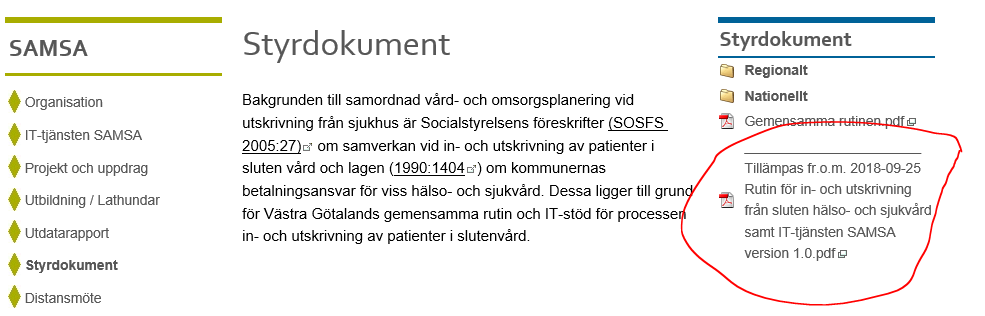 SAMSA
Organisation
IT-tjänsten SAMSA
Projekt och uppdrag
Utbildning / Lathundar
Utdatarapport
Styrdokument
Distansmöte
Styrdokument
Bakgrunden till samordnad vård- och omsorgsplanering vid
utskrivning från sjukhus är Socialstyrelsens föreskrifter (SOSFS
2005:27) om samverkan vid in- och utskrivning av patienter i
sluten vård och lagen (1990:1404) om kommunernas
betalningsansvar för viss hälso- och sjukvård. Dessa ligger till grund
för Västra Götalands gemensamma rutin och IT-stöd för processen
in- och utskrivning av patienter i slutenvård.
Styrdokument
Regionalt
Nationellt
Gemensamma rutinen.pdf
Tillämpas fr.o.m. 2018-09-25
Rutin för in- och utskrivning
från sluten hälso- och sjukvård
samt IT-tjänsten SAMSA
version 1.0.pdf